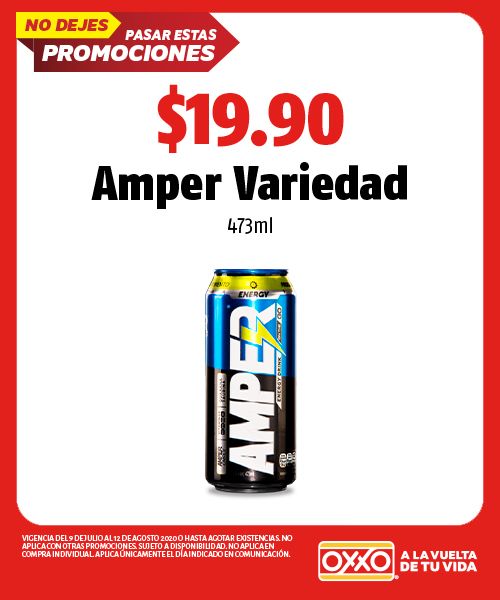 NO DEJES PASAR ESTAS
PROMOCIONES
$19.90
Amper Variedad
473ml
ENERGY
AMPER
ENERGY DRINK
VIGENCIA DEL 9 DE JULIO AL 12 DE AGOSTO 2020 O HASTA AGOTAR EXISTENCIAS. NO
APLICA CON OTRAS PROMOCIONES. SUJETO A DISPONIBILIDAD. NO APLICA EN
COMPRA INDIVIDUAL. APLICA ÚNICAMENTE EL DÍA INDICADO EN COMUNICACIÓN.
OXXO
A LA VUELTA
DE TU VIDA